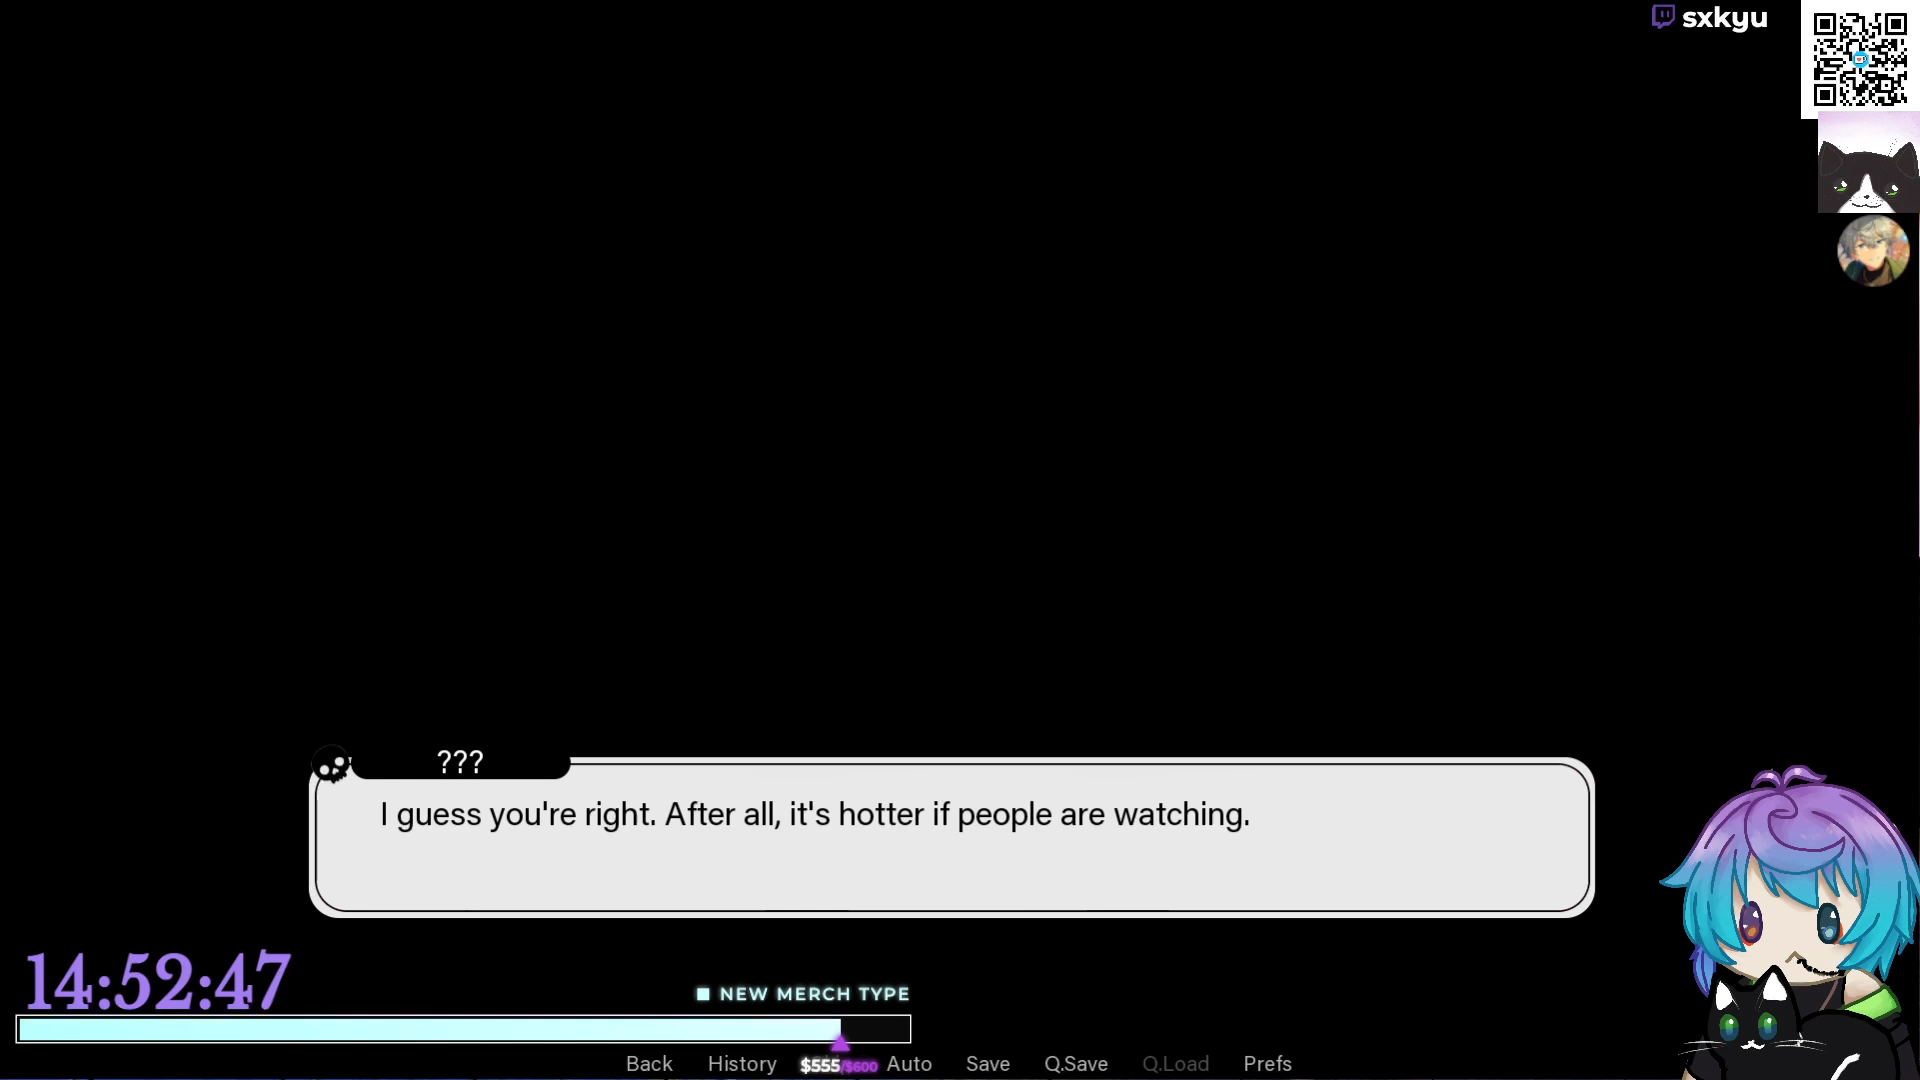 sxkyu
???
I guess you're right. After all, it's hotter if people are watching.
14:52:47
NEW MERCH TYPE
Back History $555/$600 Auto Save Q.Save Q.Load Prefs